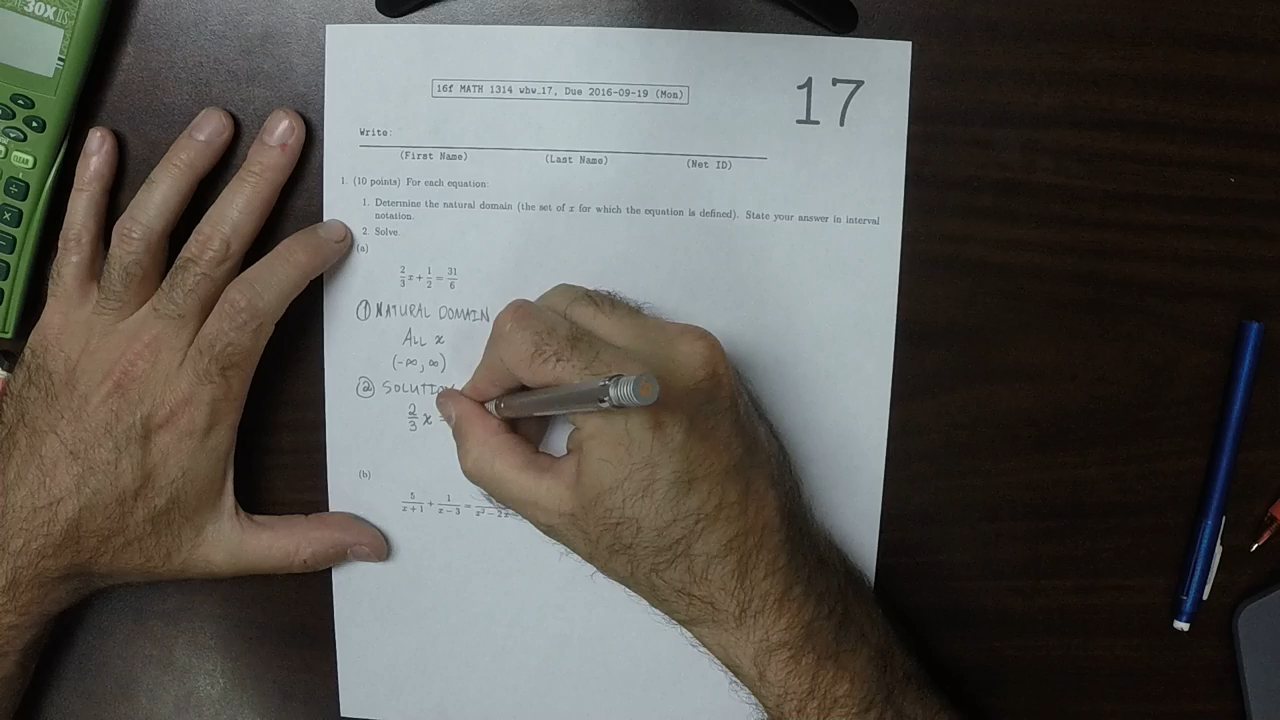 30X IIS
CLEAR
16f MATH 1314 whw_17, Due 2016-09-19 (Mon)
17
Write:
(First Name) (Last Name) (Net ID)
1. (10 points) For each equation:
1. Determine the natural domain (the set of x for which the equation is defined). State your answer in interval
notation.
2. Solve.
(a)
2/3 x + 1/2 = 31/6
① NATURAL DOMAIN
ALL x
(-∞, ∞)
② SOLUTION
2/3 x =
(b)
5/(x+1) + 1/(x-3) =